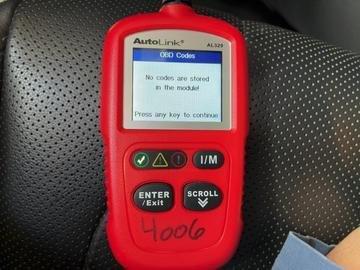 AutoLink®
AL329
OBD Codes
No codes are stored
in the module!
Press any key to continue
I/M
ENTER
/Exit
SCROLL
4006